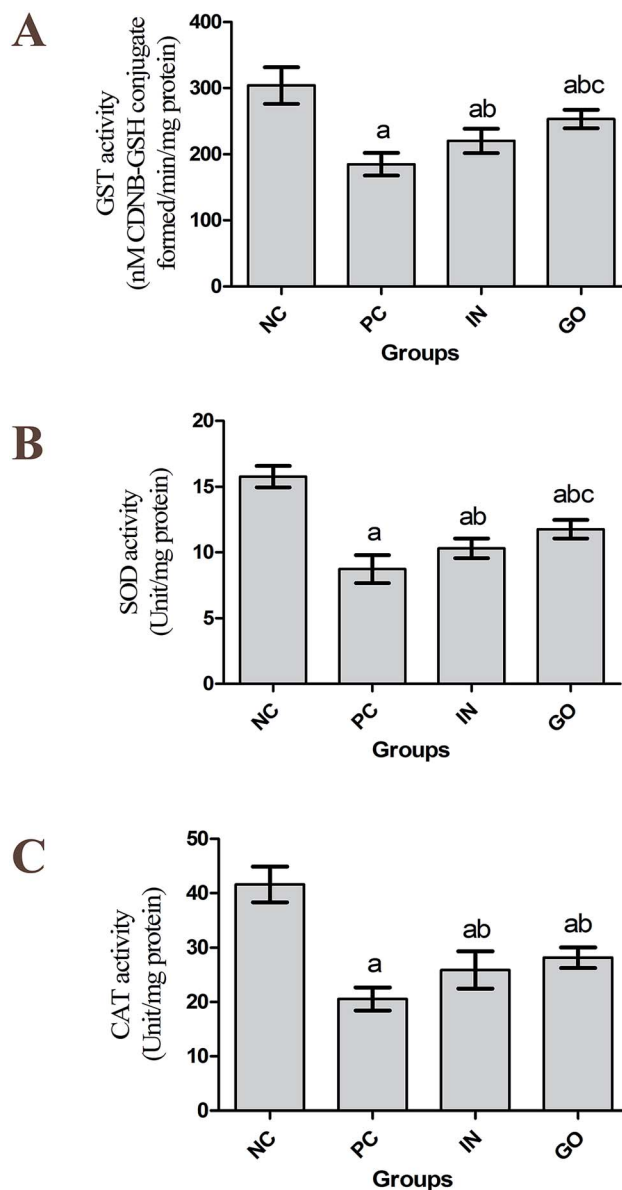 A
GST activity
(nM CDNB-GSH conjugate
formed/min/mg protein)
400
300
200
100
0
a
ab
abc
NC
PC
IN
GO
Groups
B
SOD activity
(Unit/mg protein)
20
15
10
5
0
a
ab
abc
NC
PC
IN
GO
Groups
C
CAT activity
(Unit/mg protein)
50
40
30
20
10
0
a
ab
ab
NC
PC
IN
GO
Groups